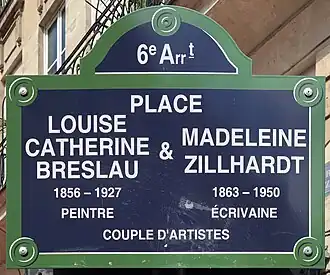 6e Arrt
PLACE
LOUISE
CATHERINE
BRESLAU
1856 – 1927
PEINTRE
&
MADELEINE
ZILLHARDT
1863 – 1950
ÉCRIVAINE
COUPLE D'ARTISTES